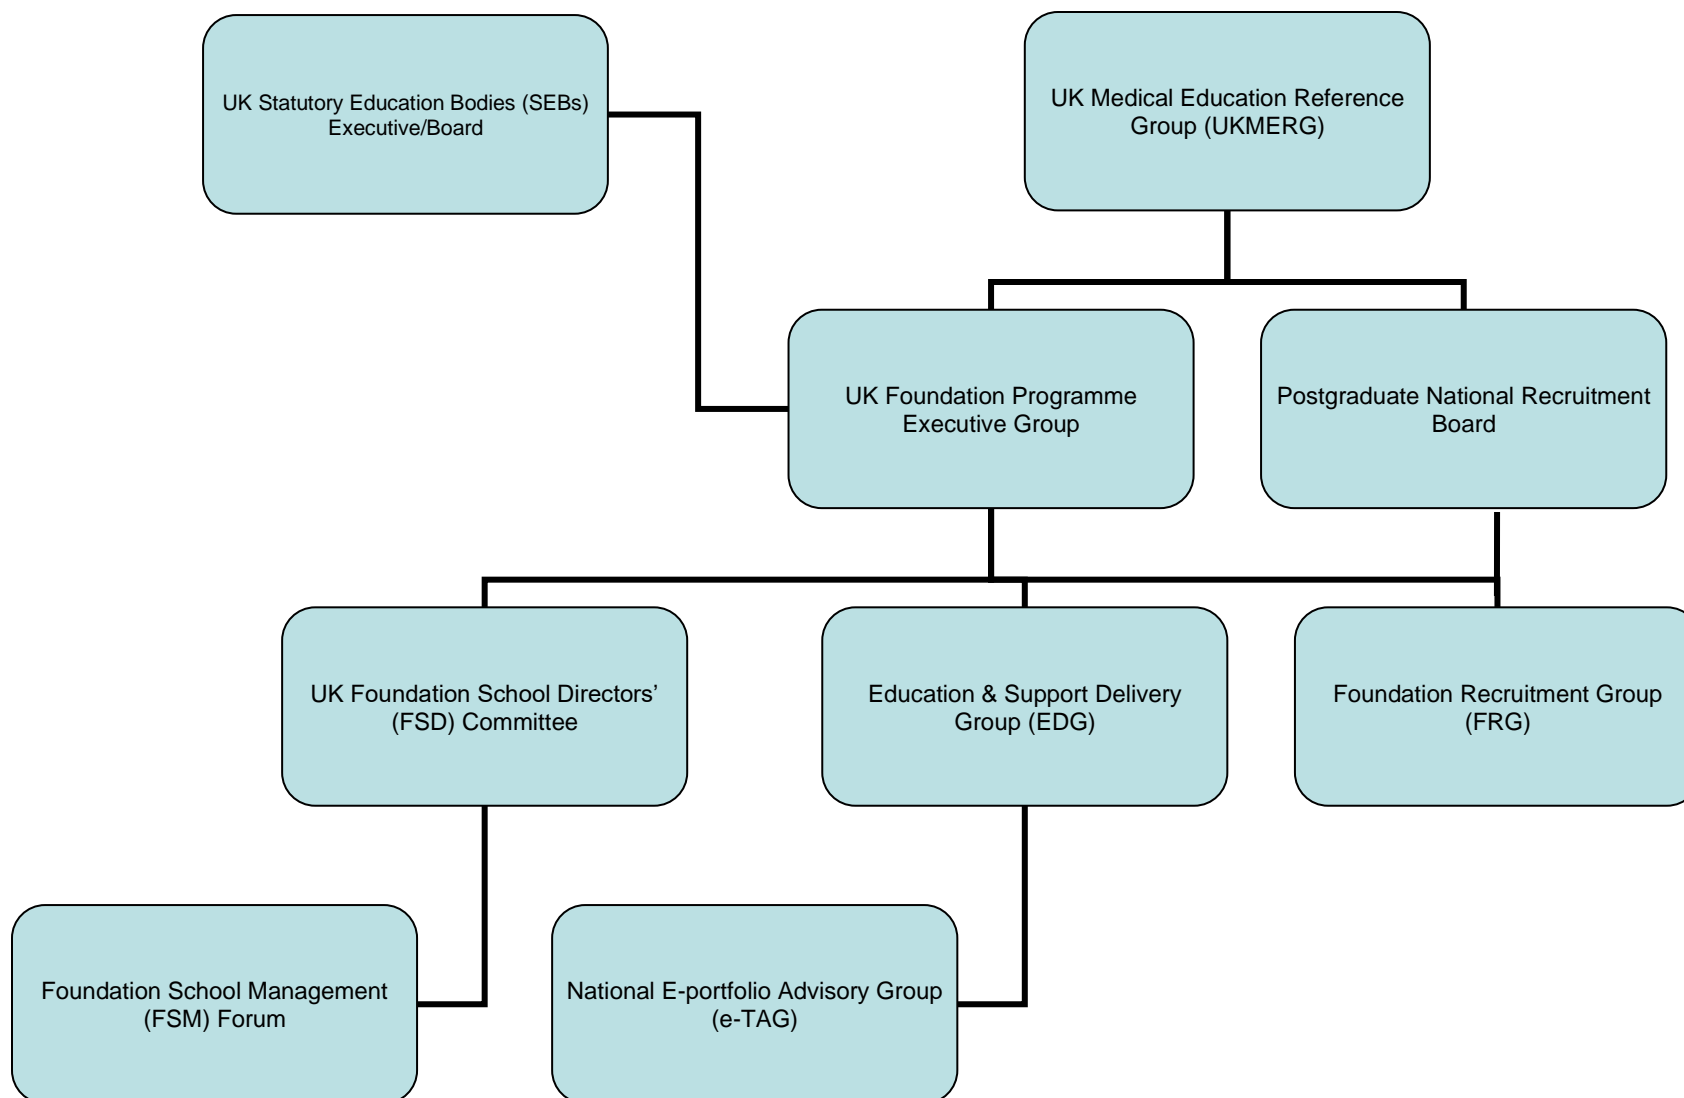 UK Statutory Education Bodies (SEBs)
Executive/Board
UK Medical Education Reference
Group (UKMERG)
UK Foundation Programme
Executive Group
Postgraduate National Recruitment
Board
UK Foundation School Directors’
(FSD) Committee
Education & Support Delivery
Group (EDG)
Foundation Recruitment Group
(FRG)
Foundation School Management
(FSM) Forum
National E-portfolio Advisory Group
(e-TAG)